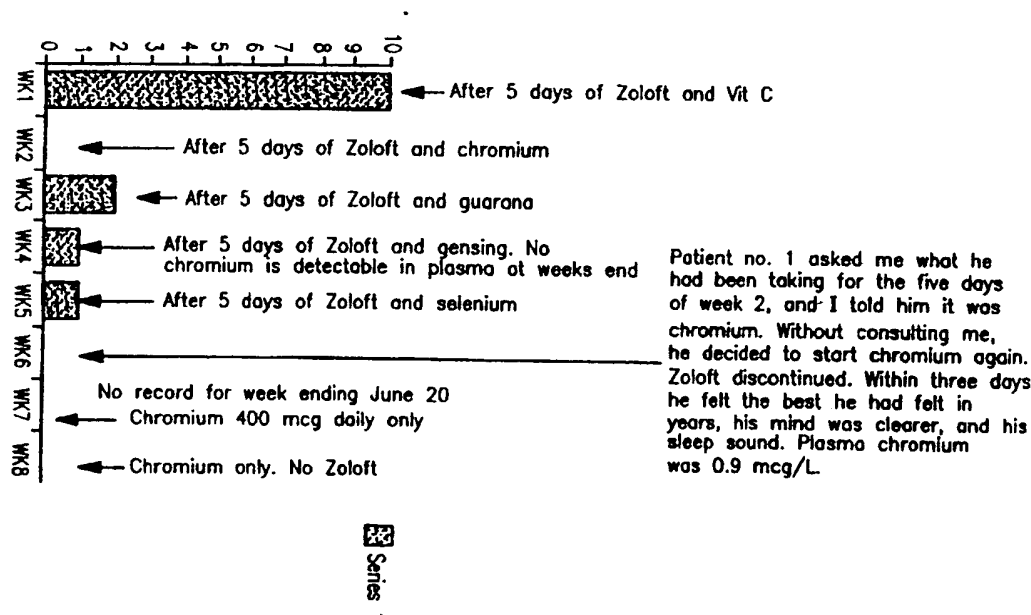 0 1 2 3 4 5 6 7 8 9 10
WK1
After 5 days of Zoloft and Vit C
WK2
After 5 days of Zoloft and chromium
WK3
After 5 days of Zoloft and guarana
WK4
After 5 days of Zoloft and gensing. No
chromium is detectable in plasma at weeks end
WK5
After 5 days of Zoloft and selenium
WK6
Patient no. 1 asked me what he
had been taking for the five days
of week 2, and I told him it was
chromium. Without consulting me,
he decided to start chromium again.
Zoloft discontinued. Within three days
he felt the best he had felt in
years, his mind was clearer, and his
sleep sound. Plasma chromium
was 0.9 mcg/L.
No record for week ending June 20
WK7
Chromium 400 mcg daily only
WK8
Chromium only. No Zoloft
Series